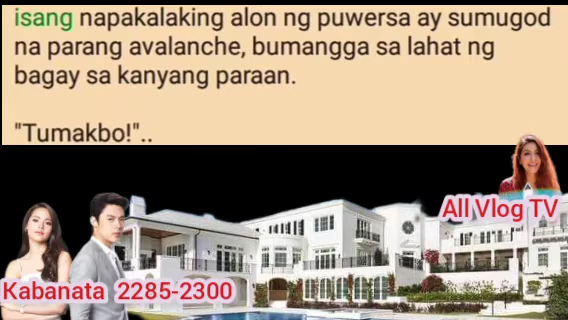 isang napakalaking alon ng puwersa ay sumugod
na parang avalanche, bumangga sa lahat ng
bagay sa kanyang paraan.
"Tumakbo!"..
All Vlog TV
Kabanata 2285-2300